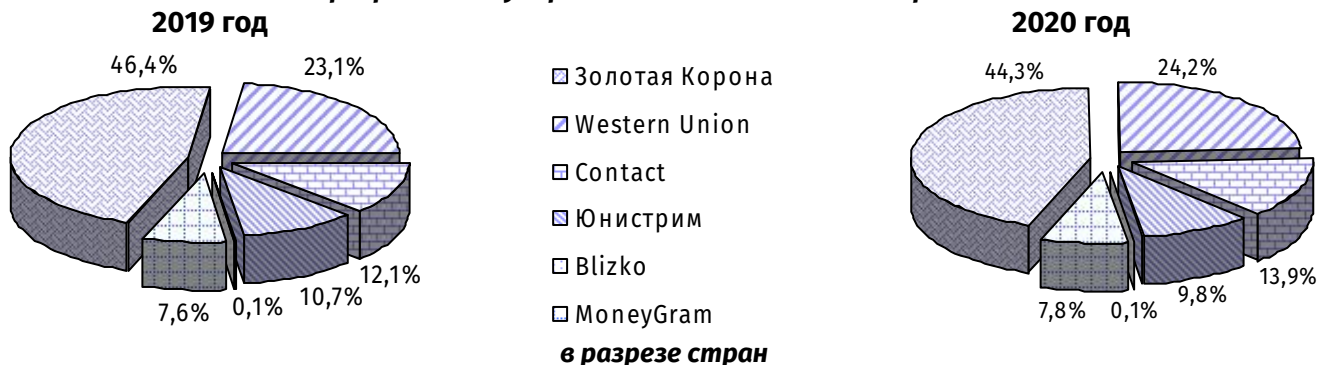 2019 год
2020 год
46,4%
23,1%
12,1%
10,7%
0,1%
7,6%
Золотая Корона
Western Union
Contact
Юнистрим
Blizko
MoneyGram
44,3%
24,2%
13,9%
9,8%
0,1%
7,8%
в разрезе стран